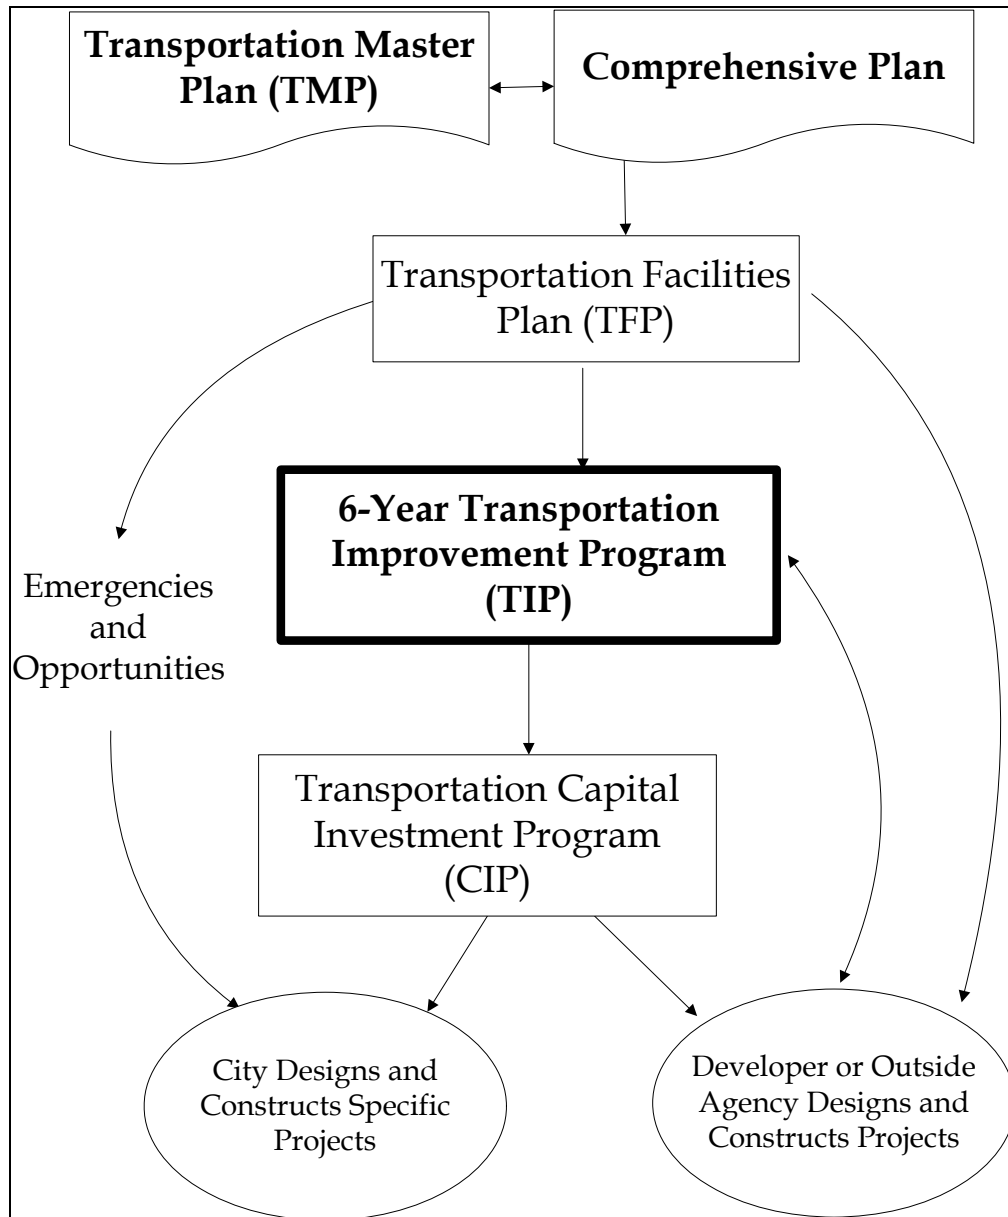 Transportation Master
Plan (TMP)
Comprehensive Plan
Transportation Facilities
Plan (TFP)
6-Year Transportation
Improvement Program
(TIP)
Emergencies
and
Opportunities
Transportation Capital
Investment Program
(CIP)
City Designs and
Constructs Specific
Projects
Developer or Outside
Agency Designs and
Constructs Projects